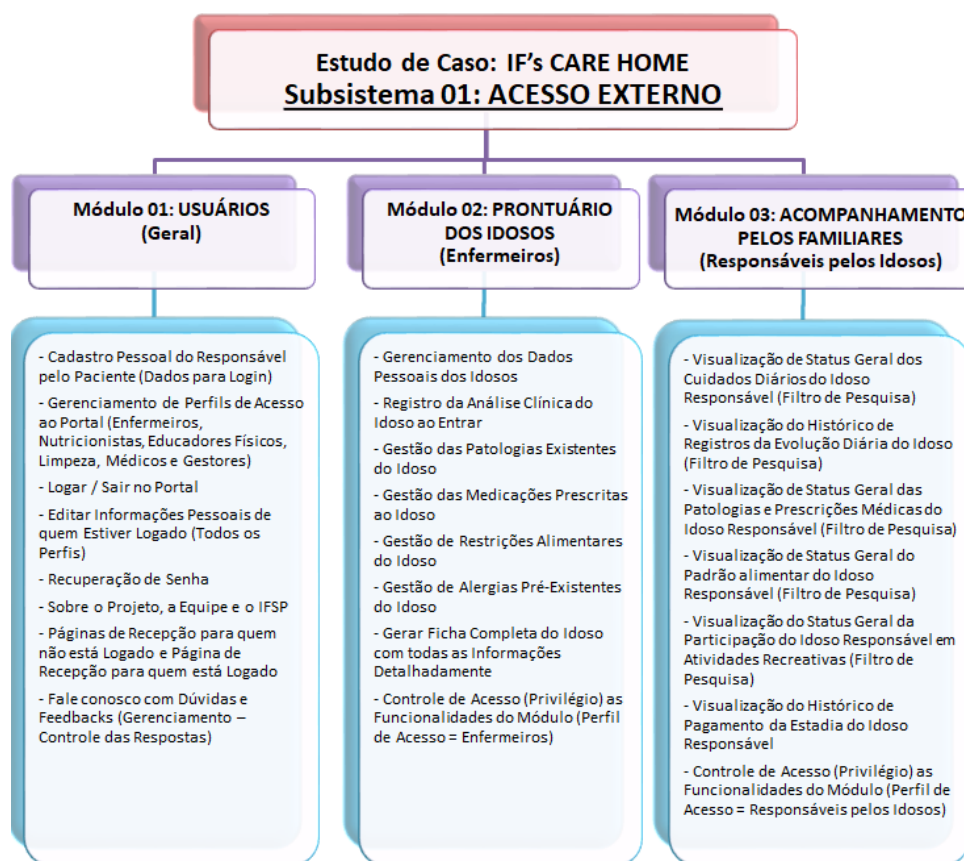 Estudo de Caso: IF's CARE HOME
Subsistema 01: ACESSO EXTERNO
Módulo 01: USUÁRIOS
(Geral)
- Cadastro Pessoal do Responsável
pelo Paciente (Dados para Login)
- Gerenciamento de Perfils de Acesso
ao Portal (Enfermeiros,
Nutricionistas, Educadores Físicos,
Limpeza, Médicos e Gestores)
- Logar / Sair no Portal
- Editar Informações Pessoais de
quem Estiver Logado (Todos os
Perfis)
- Recuperação de Senha
- Sobre o Projeto, a Equipe e o IFSP
- Páginas de Recepção para quem
não está Logado e Página de
Recepção para quem está Logado
- Fale conosco com Dúvidas e
Feedbacks (Gerenciamento –
Controle das Respostas)
Módulo 02: PRONTUÁRIO
DOS IDOSOS
(Enfermeiros)
- Gerenciamento dos Dados
Pessoais dos Idosos
- Registro da Análise Clínica do
Idoso ao Entrar
- Gestão das Patologias Existentes
do Idoso
- Gestão das Medicações Prescritas
ao Idoso
- Gestão de Restrições Alimentares
do Idoso
- Gestão de Alergias Pré-Existentes
do Idoso
- Gerar Ficha Completa do Idoso
com todas as Informações
Detalhadamente
- Controle de Acesso (Privilégio) as
Funcionalidades do Módulo (Perfil
de Acesso = Enfermeiros)
Módulo 03: ACOMPANHAMENTO
PELOS FAMILIARES
(Responsáveis pelos Idosos)
- Visualização de Status Geral dos
Cuidados Diários do Idoso
Responsável (Filtro de Pesquisa)
- Visualização do Histórico de
Registros da Evolução Diária do Idoso
(Filtro de Pesquisa)
- Visualização de Status Geral das
Patologias e Prescrições Médicas do
Idoso Responsável (Filtro de Pesquisa)
- Visualização de Status Geral do
Padrão alimentar do Idoso
Responsável (Filtro de Pesquisa)
- Visualização do Status Geral da
Participação do Idoso Responsável em
Atividades Recreativas (Filtro de
Pesquisa)
- Visualização do Histórico de
Pagamento da Estadia do Idoso
Responsável
- Controle de Acesso (Privilégio) as
Funcionalidades do Módulo (Perfil de
Acesso = Responsáveis pelos Idosos)